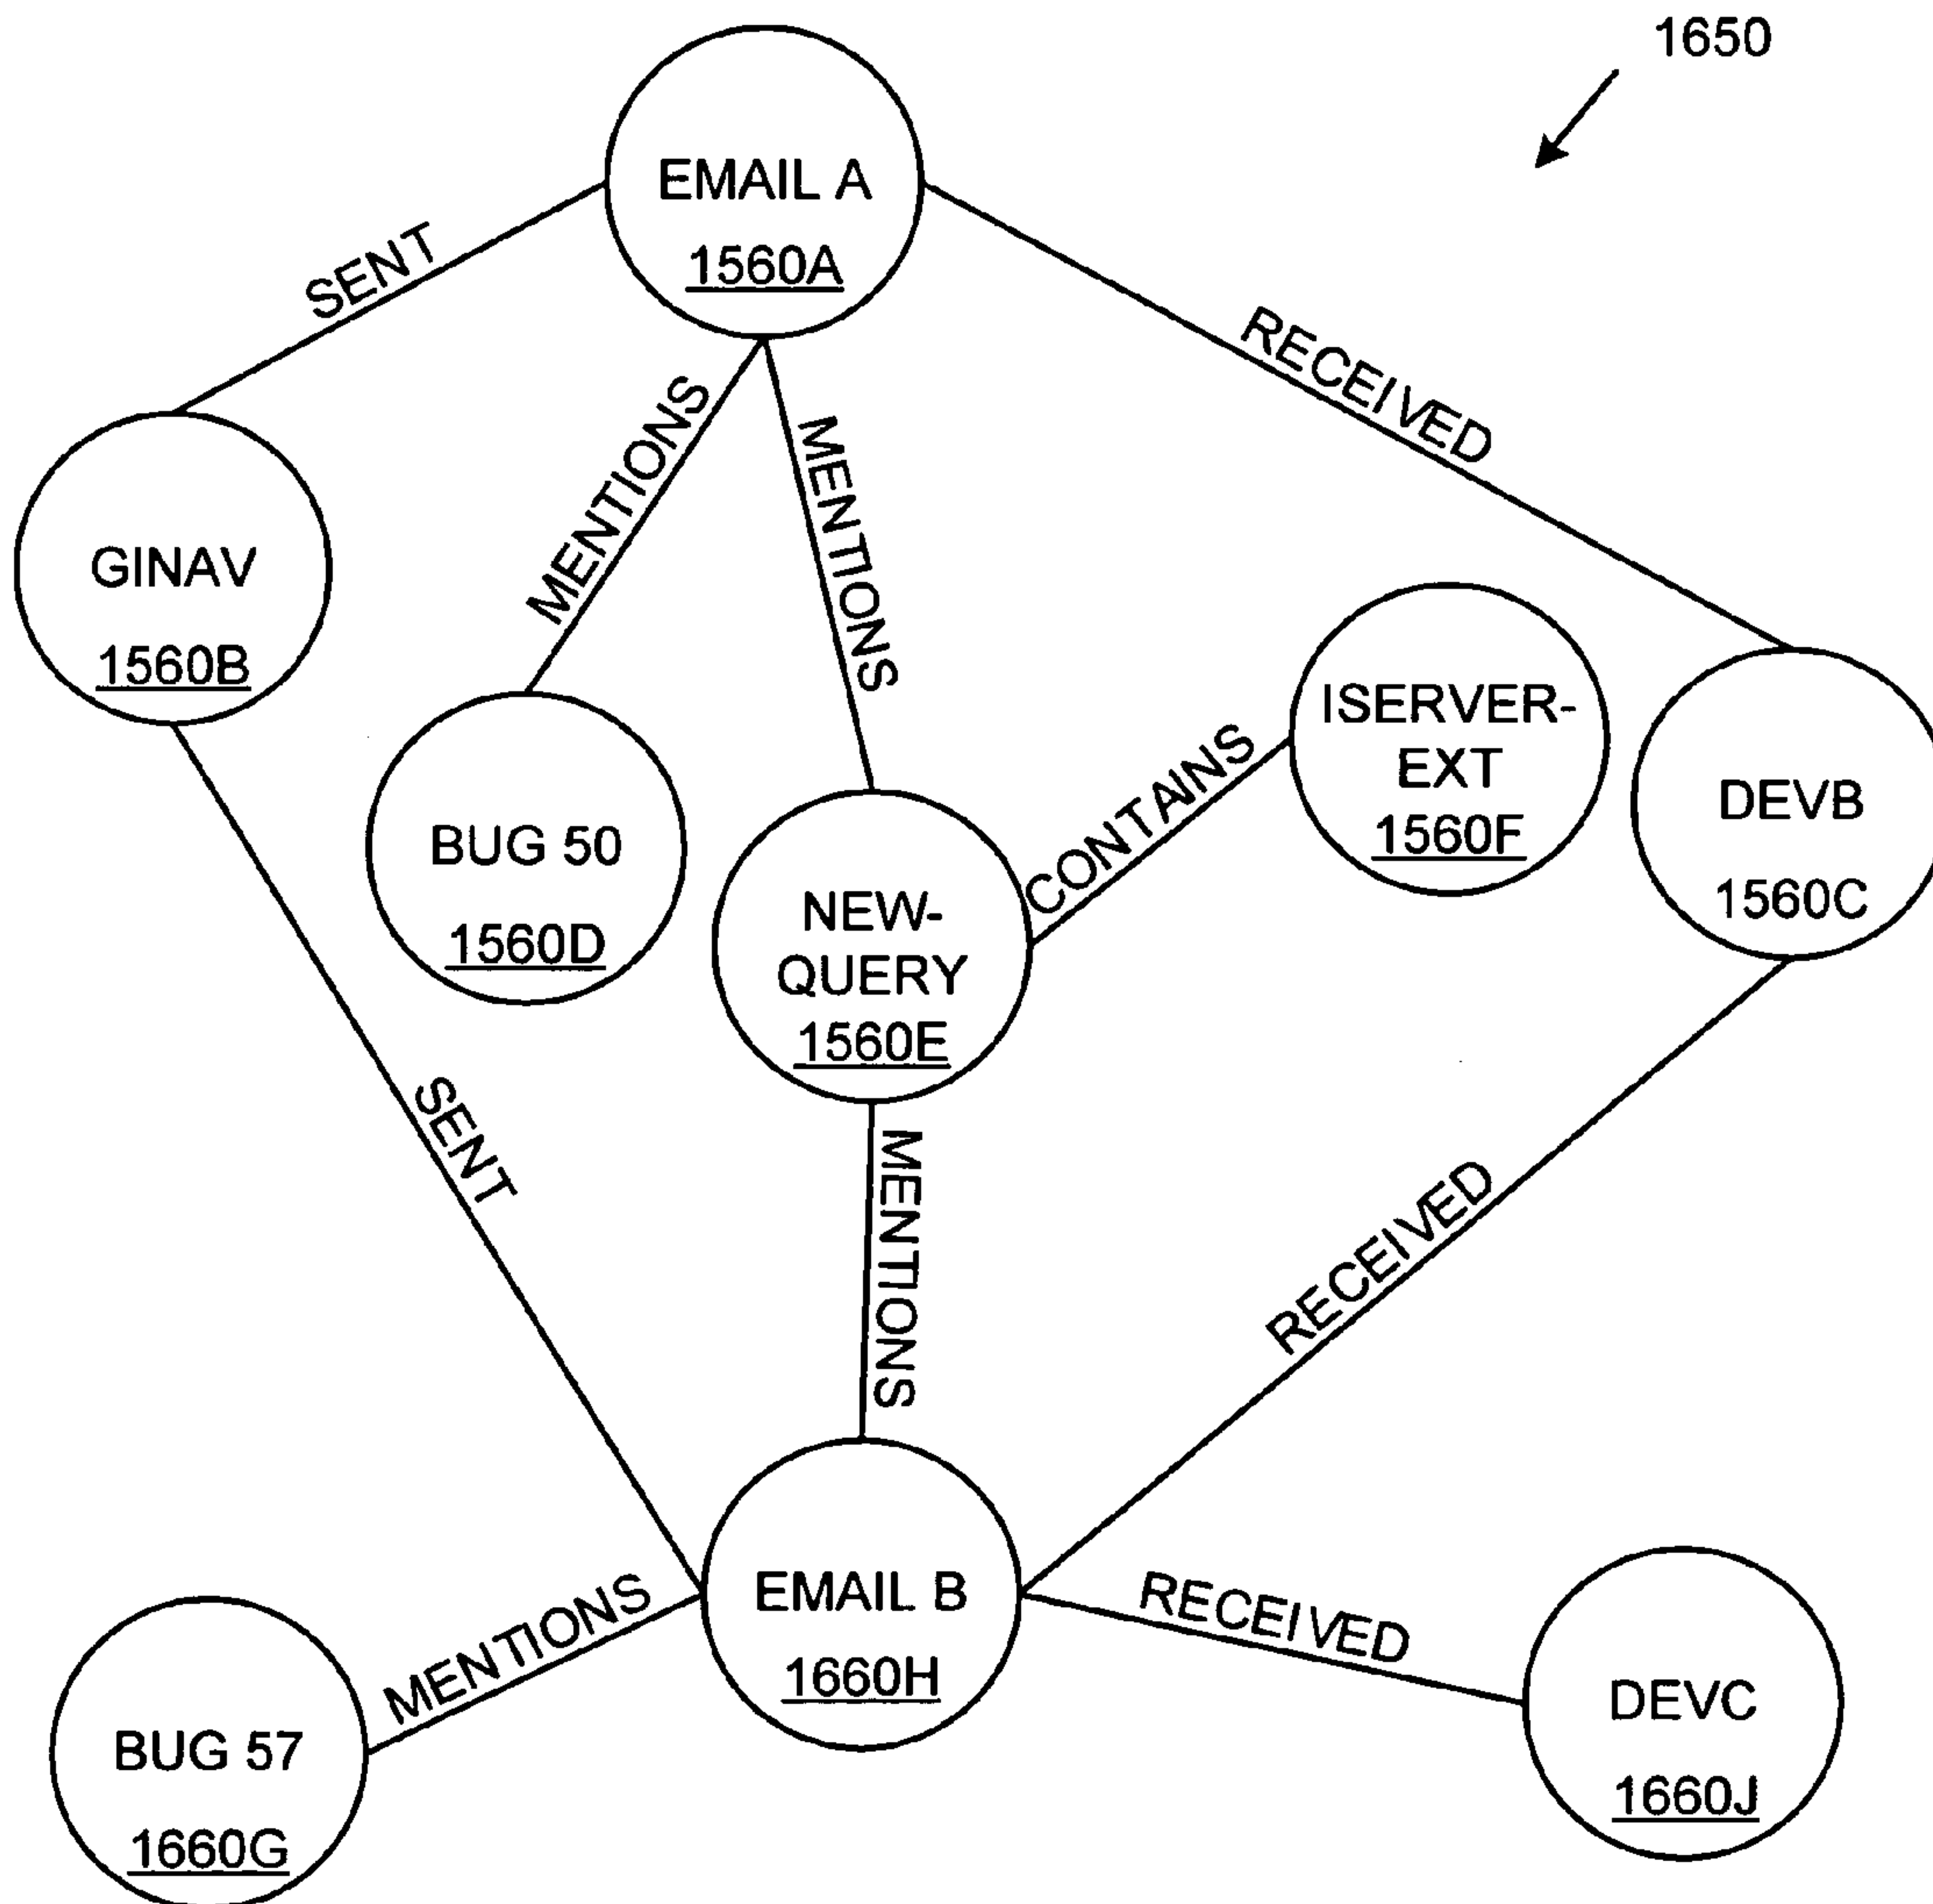 1650
EMAIL A
1560A
SENT
RECEIVED
MENTIONS
MENTIONS
GINAV
1560B
ISERVER-
EXT
1560F
DEVB
1560C
CONTAINS
BUG 50
1560D
NEW-
QUERY
1560E
SENT
MENTIONS
RECEIVED
EMAIL B
1660H
MENTIONS
RECEIVED
BUG 57
1660G
DEVC
1660J